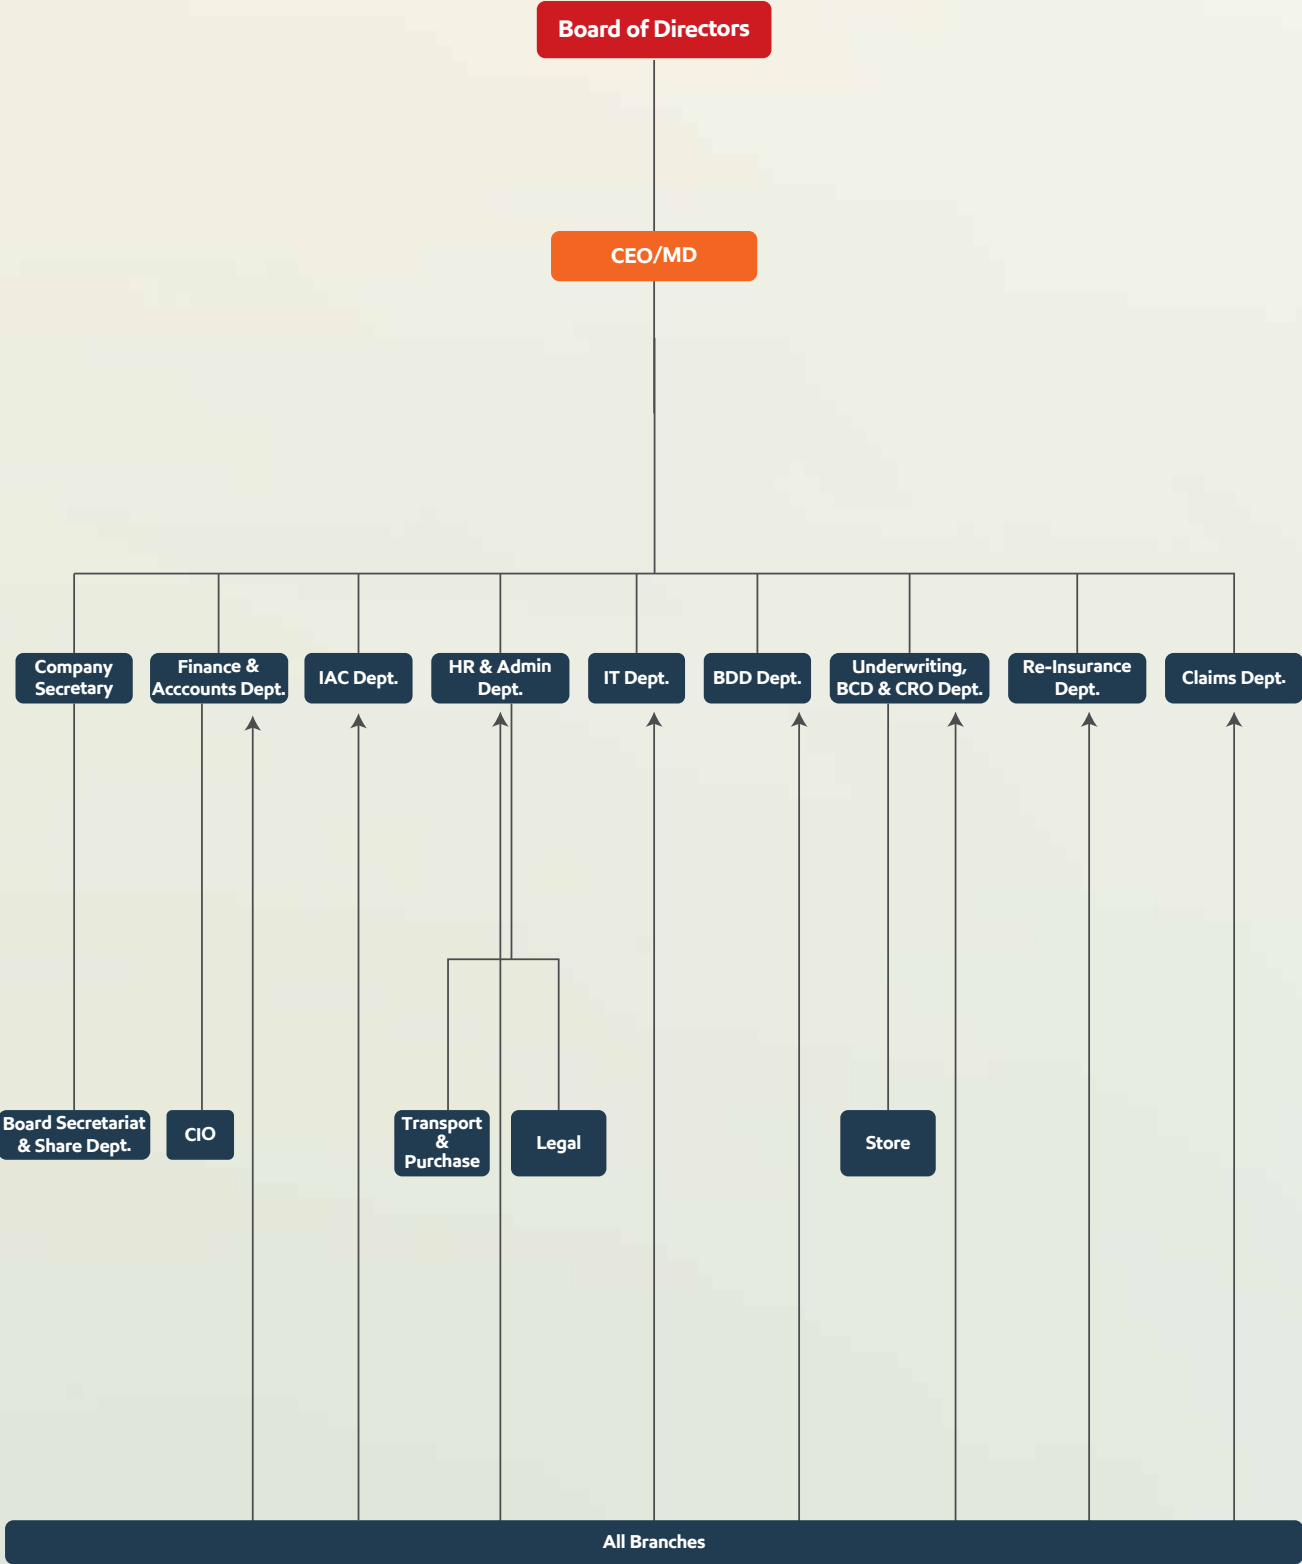 Board of Directors
CEO/MD
Company
Secretary
Finance &
Acccounts Dept.
IAC Dept.
HR & Admin
Dept.
IT Dept.
BDD Dept.
Underwriting,
BCD & CRO Dept.
Re-Insurance
Dept.
Claims Dept.
Board Secretariat
& Share Dept.
CIO
Transport
&
Purchase
Legal
Store
All Branches